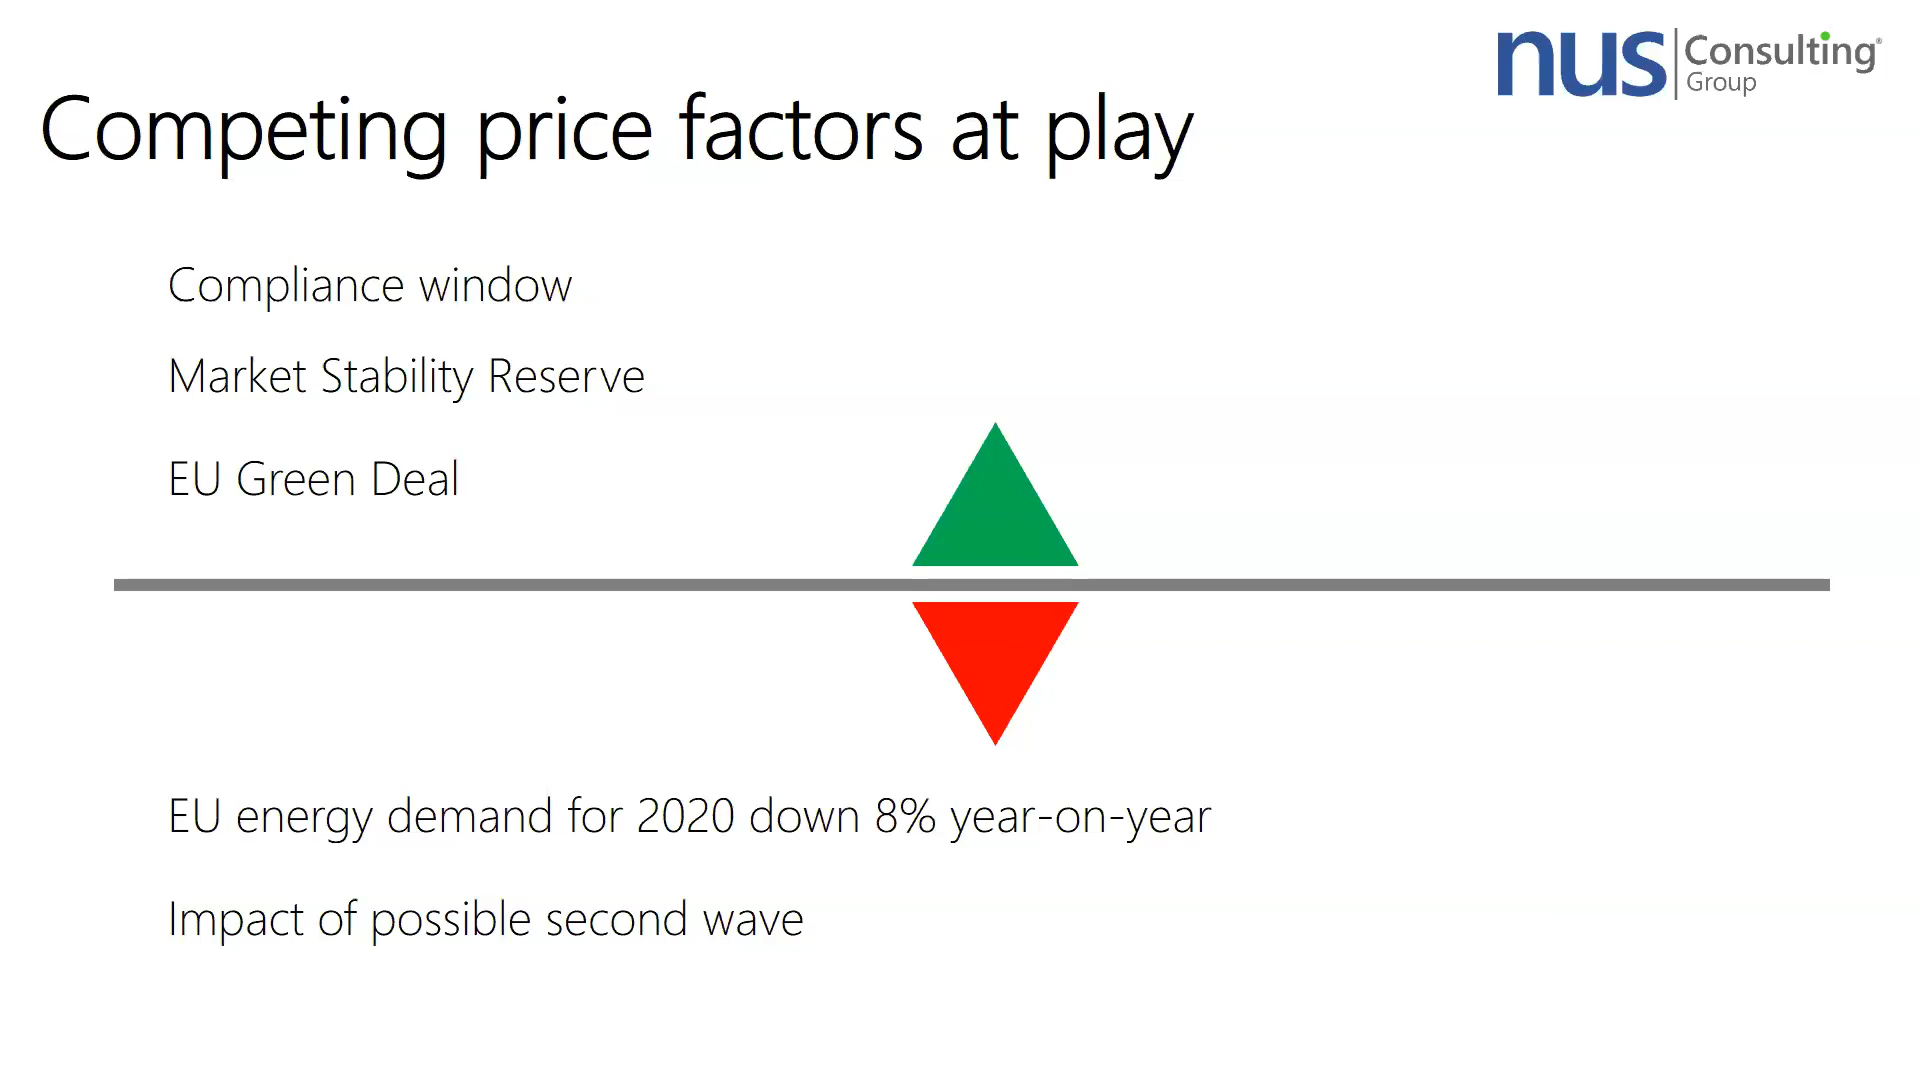 nus Consulting®
Group
Competing price factors at play
Compliance window
Market Stability Reserve
EU Green Deal
EU energy demand for 2020 down 8% year-on-year
Impact of possible second wave